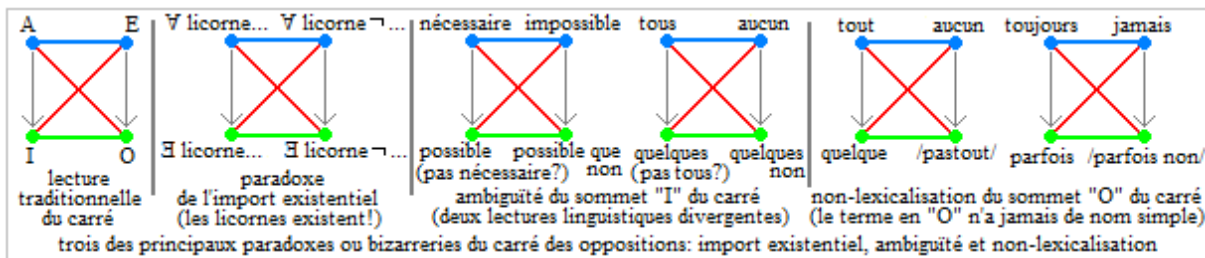 A E
I O
lecture
traditionnelle
du carré
∀ licorne... ∀ licorne ¬ ...
∃ licorne... ∃ licorne ¬ ...
paradoxe
de l'import existentiel
(les licornes existent!)
nécessaire impossible tous aucun
possible possible que quelques quelques
(pas nécessaire?) non (pas tous?) non
ambiguïté du sommet "I" du carré
(deux lectures linguistiques divergentes)
tout aucun toujours jamais
quelque /pastout/ parfois /parfois non/
non-lexicalisation du sommet "O" du carré
(le terme en "O" n'a jamais de nom simple)
trois des principaux paradoxes ou bizarreries du carré des oppositions: import existentiel, ambiguïté et non-lexicalisation